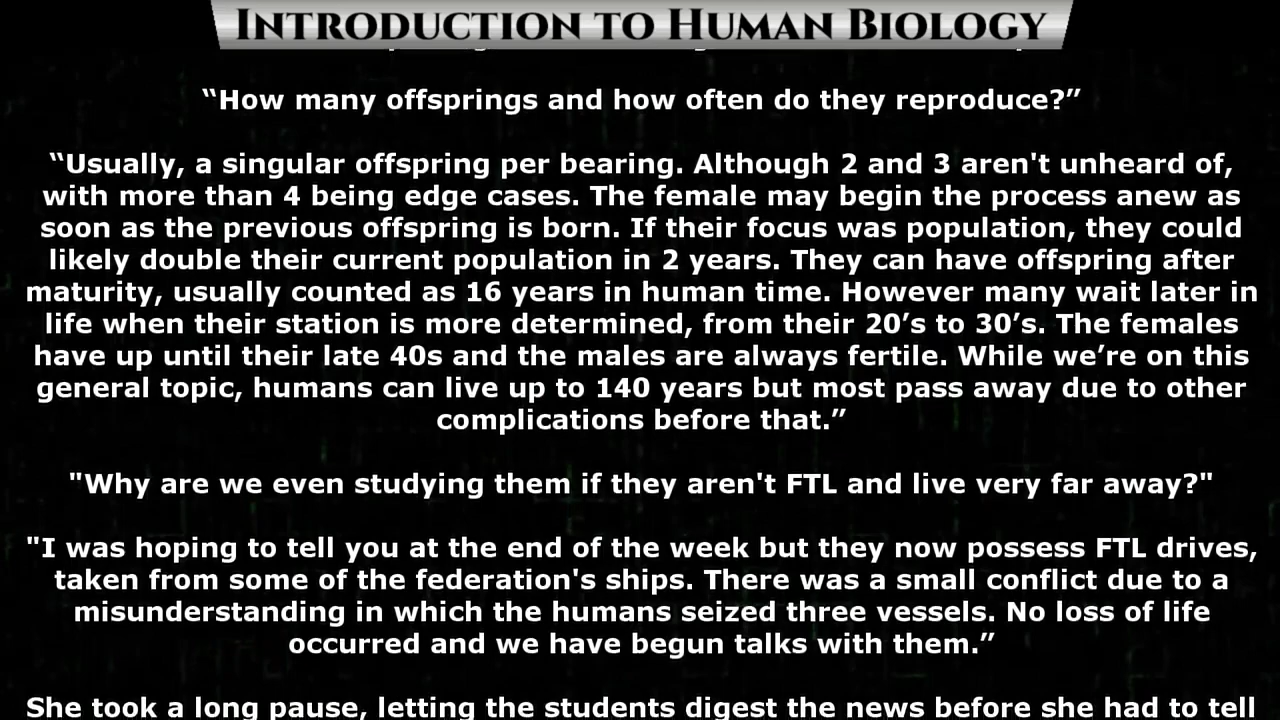 Introduction to Human Biology
“How many offsprings and how often do they reproduce?”
“Usually, a singular offspring per bearing. Although 2 and 3 aren't unheard of,
with more than 4 being edge cases. The female may begin the process anew as
soon as the previous offspring is born. If their focus was population, they could
likely double their current population in 2 years. They can have offspring after
maturity, usually counted as 16 years in human time. However many wait later in
life when their station is more determined, from their 20’s to 30’s. The females
have up until their late 40s and the males are always fertile. While we’re on this
general topic, humans can live up to 140 years but most pass away due to other
complications before that.”
"Why are we even studying them if they aren't FTL and live very far away?"
"I was hoping to tell you at the end of the week but they now possess FTL drives,
taken from some of the federation's ships. There was a small conflict due to a
misunderstanding in which the humans seized three vessels. No loss of life
occurred and we have begun talks with them.”
She took a long pause, letting the students digest the news before she had to tell